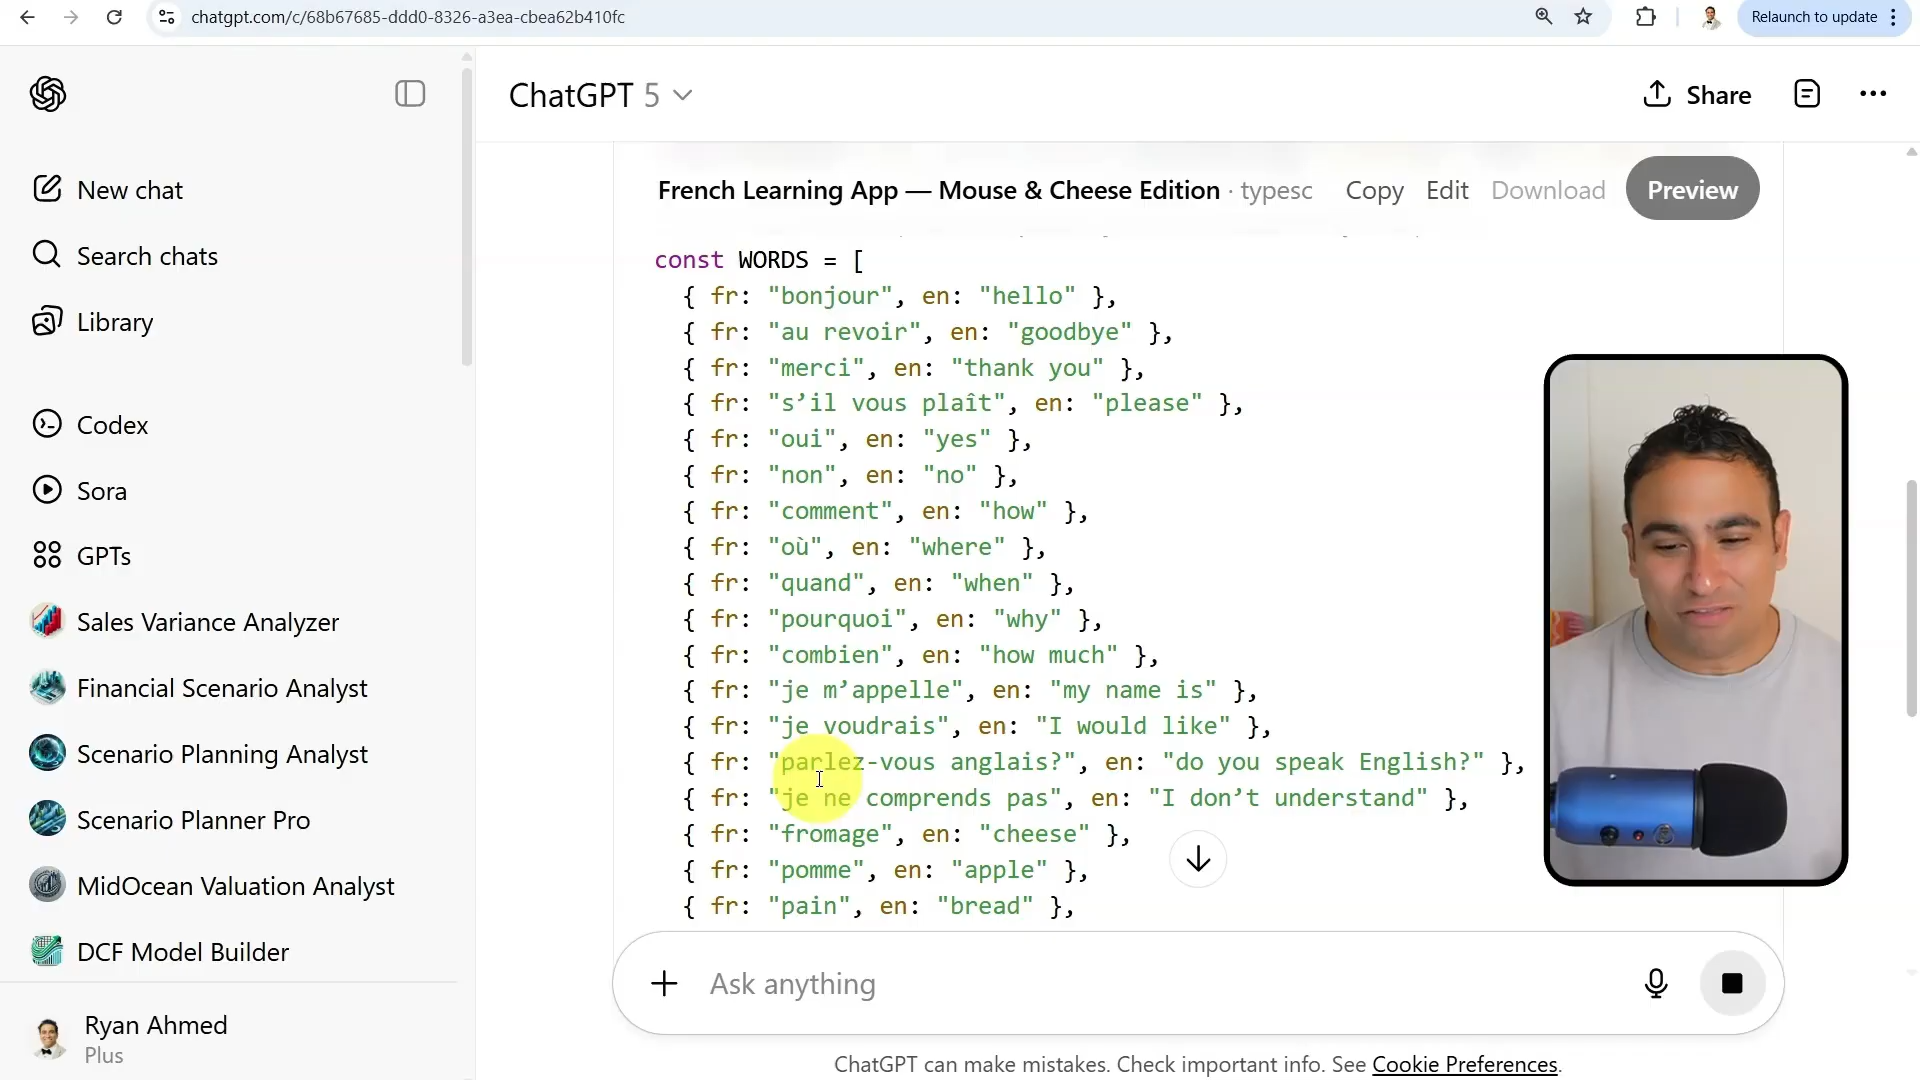 chatgpt.com/c/68b67685-ddd0-8326-a3ea-cbea62b410fc
Relaunch to update
ChatGPT 5
Share
New chat
Search chats
Library
Codex
Sora
GPTs
Sales Variance Analyzer
Financial Scenario Analyst
Scenario Planning Analyst
Scenario Planner Pro
MidOcean Valuation Analyst
DCF Model Builder
Ryan Ahmed
Plus
French Learning App — Mouse & Cheese Edition · typesc Copy Edit Download Preview
const WORDS = [
{ fr: "bonjour", en: "hello" },
{ fr: "au revoir", en: "goodbye" },
{ fr: "merci", en: "thank you" },
{ fr: "s’il vous plaît", en: "please" },
{ fr: "oui", en: "yes" },
{ fr: "non", en: "no" },
{ fr: "comment", en: "how" },
{ fr: "où", en: "where" },
{ fr: "quand", en: "when" },
{ fr: "pourquoi", en: "why" },
{ fr: "combien", en: "how much" },
{ fr: "je m’appelle", en: "my name is" },
{ fr: "je voudrais", en: "I would like" },
{ fr: "parlez-vous anglais?", en: "do you speak English?" },
{ fr: "je ne comprends pas", en: "I don’t understand" },
{ fr: "fromage", en: "cheese" },
{ fr: "pomme", en: "apple" },
{ fr: "pain", en: "bread" },
Ask anything
ChatGPT can make mistakes. Check important info. See Cookie Preferences.